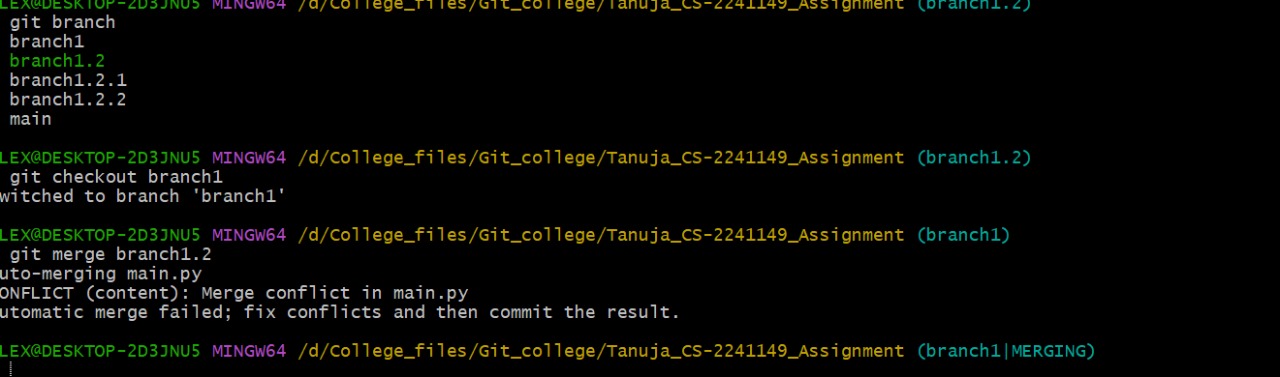 LEX@DESKTOP-2D3JNU5 MINGW64 /d/College_files/Git_college/Tanuja_CS-2241149_Assignment (branch1.2)
git branch
branch1
branch1.2
branch1.2.1
branch1.2.2
main
LEX@DESKTOP-2D3JNU5 MINGW64 /d/College_files/Git_college/Tanuja_CS-2241149_Assignment (branch1.2)
git checkout branch1
witched to branch 'branch1'
LEX@DESKTOP-2D3JNU5 MINGW64 /d/College_files/Git_college/Tanuja_CS-2241149_Assignment (branch1)
git merge branch1.2
uto-merging main.py
ONFLICT (content): Merge conflict in main.py
utomatic merge failed; fix conflicts and then commit the result.
LEX@DESKTOP-2D3JNU5 MINGW64 /d/College_files/Git_college/Tanuja_CS-2241149_Assignment (branch1|MERGING)